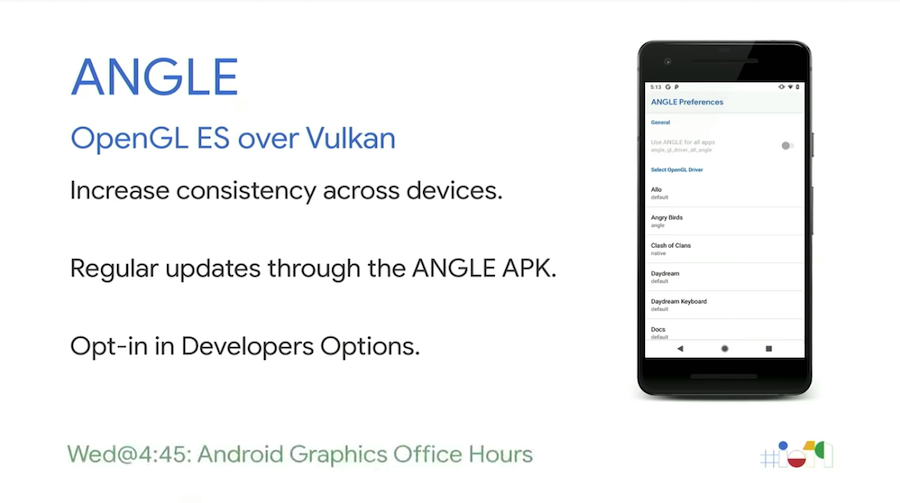 ANGLE
OpenGL ES over Vulkan
Increase consistency across devices.
Regular updates through the ANGLE APK.
Opt-in in Developers Options.
Wed@4:45: Android Graphics Office Hours
5:13
ANGLE Preferences
General
Use ANGLE for all apps
angle_gl_driver_all_angle
Select OpenGL Driver
Allo
default
Angry Birds
angle
Clash of Clans
native
Daydream
default
Daydream Keyboard
default
Docs
default
#io19